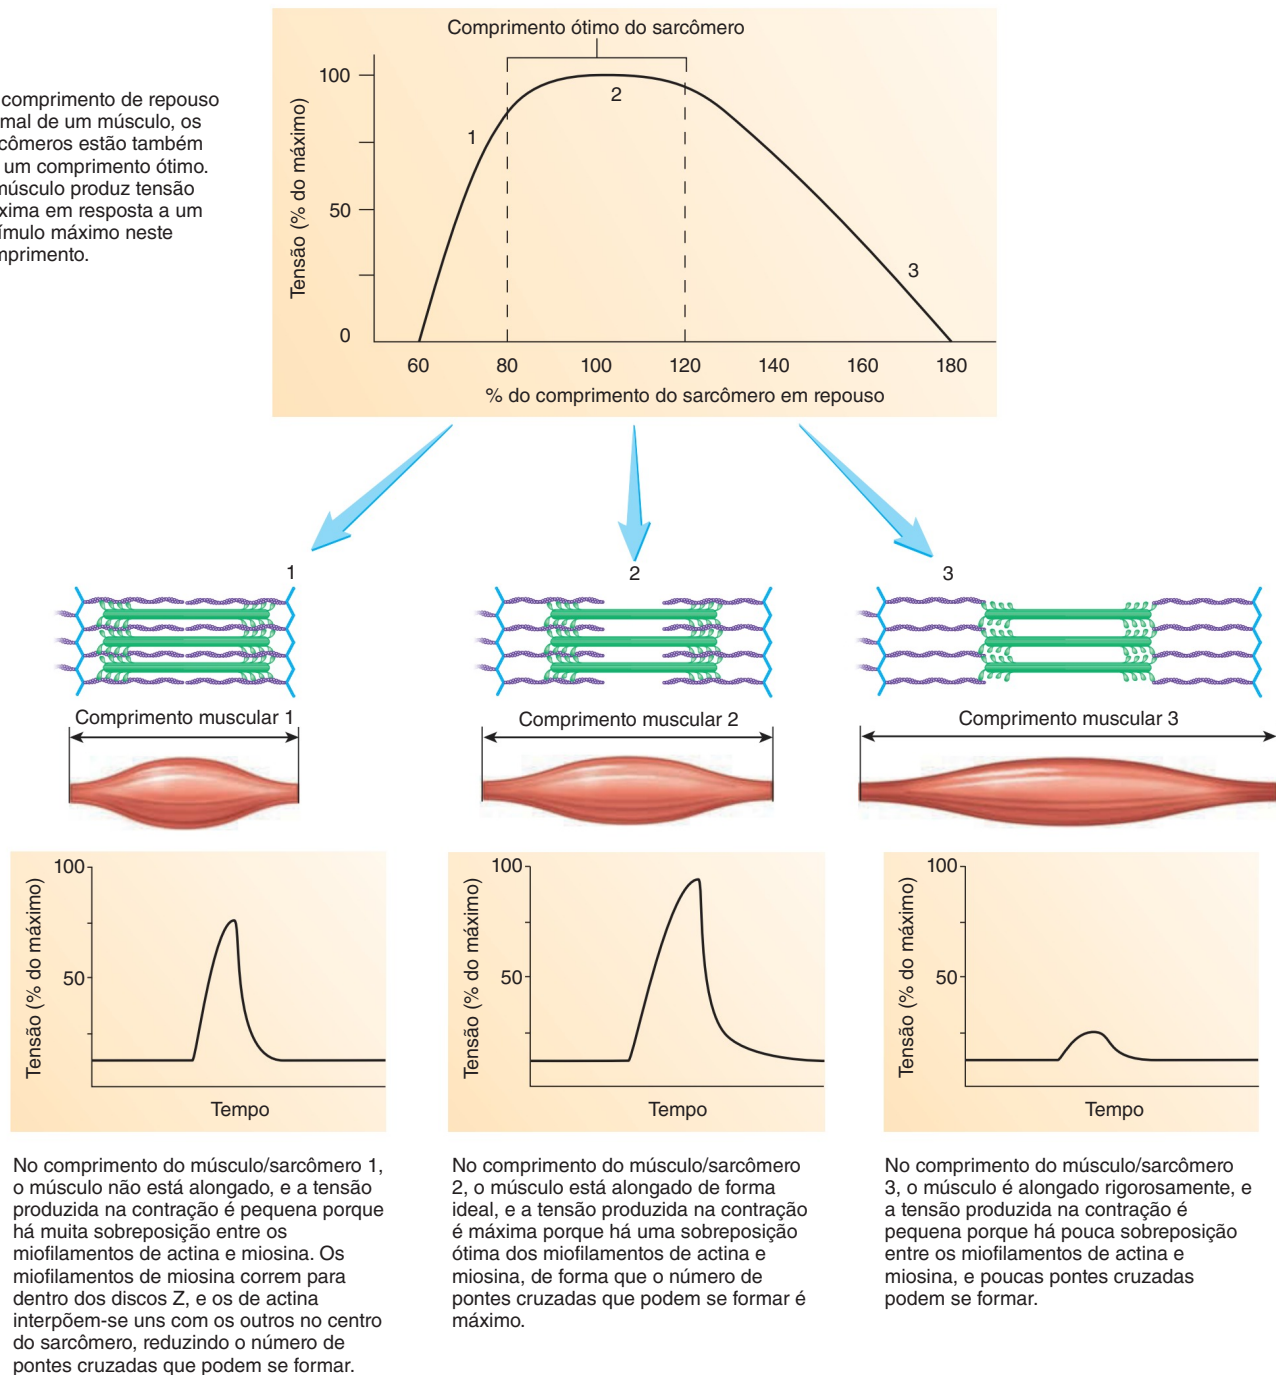 Comprimento ótimo do sarcômero
comprimento de repouso
mal de um músculo, os
cômeros estão também
um comprimento ótimo.
músculo produz tensão
xima em resposta a um
ímulo máximo neste
mprimento.
Tensão (% do máximo)
100
50
0
1
2
3
60 80 100 120 140 160 180
% do comprimento do sarcômero em repouso
1 2 3
Comprimento muscular 1
Comprimento muscular 2
Comprimento muscular 3
Tensão (% do máximo)
100
50
Tempo
Tensão (% do máximo)
100
50
Tempo
Tensão (% do máximo)
100
50
Tempo
No comprimento do músculo/sarcômero 1,
o músculo não está alongado, e a tensão
produzida na contração é pequena porque
há muita sobreposição entre os
miofilamentos de actina e miosina. Os
miofilamentos de miosina correm para
dentro dos discos Z, e os de actina
interpõem-se uns com os outros no centro
do sarcômero, reduzindo o número de
pontes cruzadas que podem se formar.
No comprimento do músculo/sarcômero
2, o músculo está alongado de forma
ideal, e a tensão produzida na contração
é máxima porque há uma sobreposição
ótima dos miofilamentos de actina e
miosina, de forma que o número de
pontes cruzadas que podem se formar é
máximo.
No comprimento do músculo/sarcômero
3, o músculo é alongado rigorosamente, e
a tensão produzida na contração é
pequena porque há pouca sobreposição
entre os miofilamentos de actina e
miosina, e poucas pontes cruzadas
podem se formar.